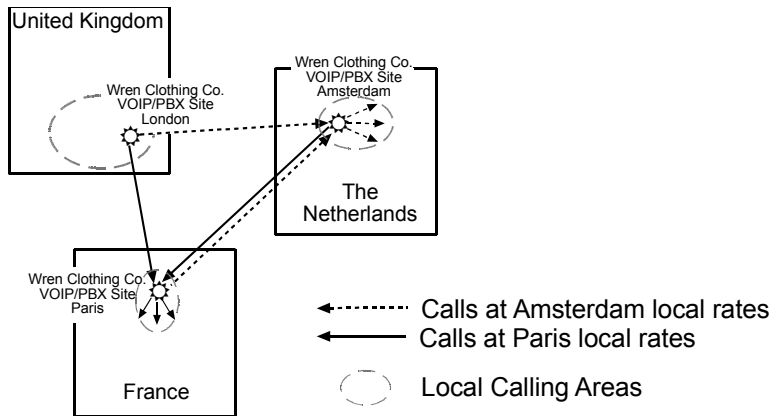 United Kingdom
Wren Clothing Co.
VOIP/PBX Site
London
Wren Clothing Co.
VOIP/PBX Site
Amsterdam
The
Netherlands
Wren Clothing Co.
VOIP/PBX Site
Paris
France
Calls at Amsterdam local rates
Calls at Paris local rates
Local Calling Areas